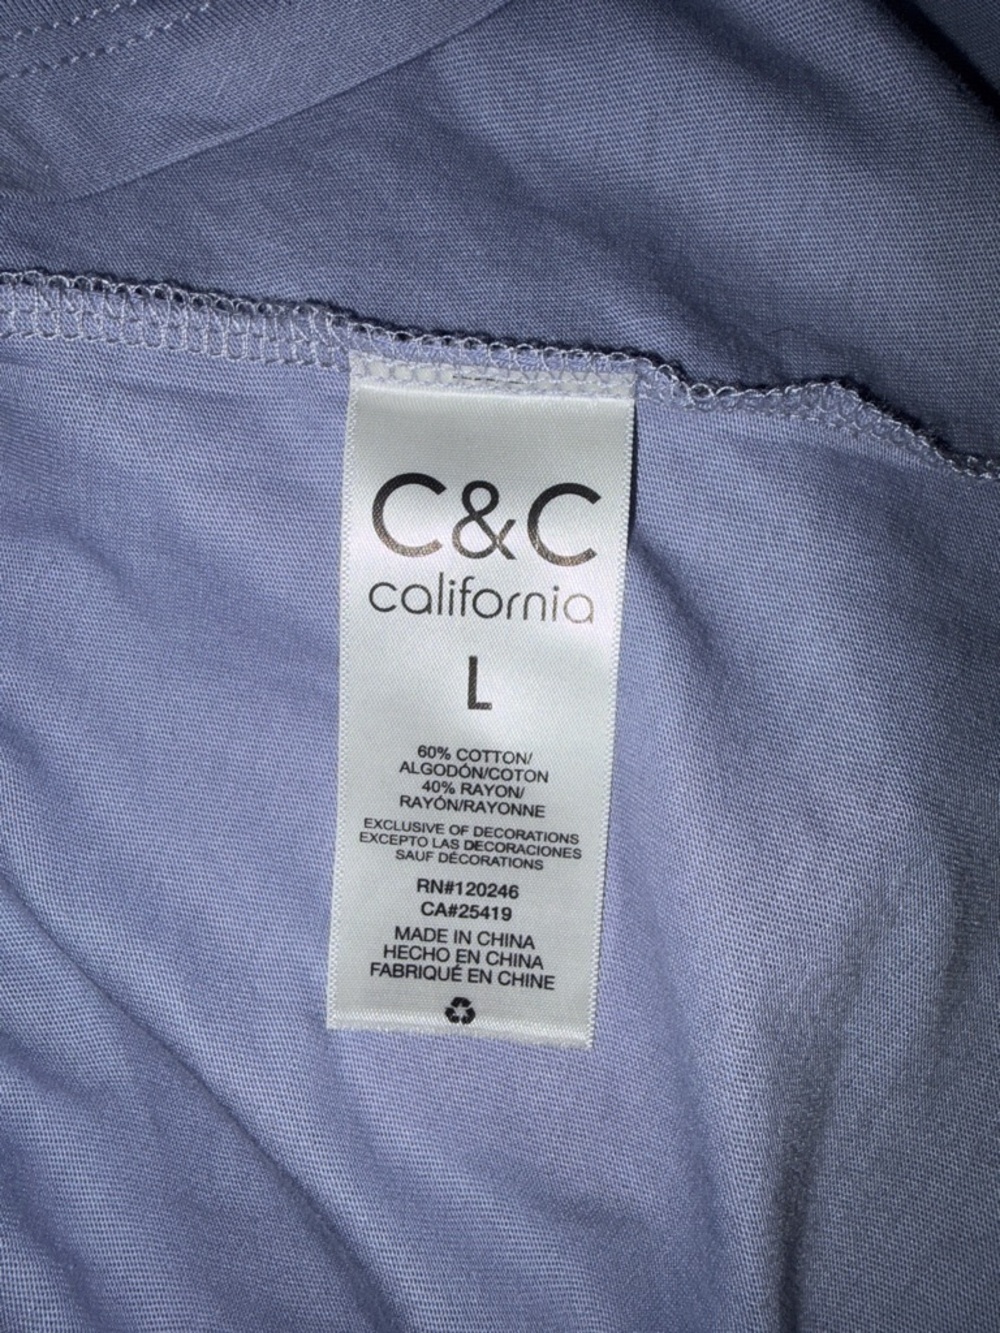 C&C
california
L
60% COTTON/
ALGODÓN/COTON
40% RAYON/
RAYÓN/RAYONNE
EXCLUSIVE OF DECORATIONS
EXCEPTO LAS DECORACIONES
SAUF DÉCORATIONS
RN#120246
CA#25419
MADE IN CHINA
HECHO EN CHINA
FABRIQUÉ EN CHINE